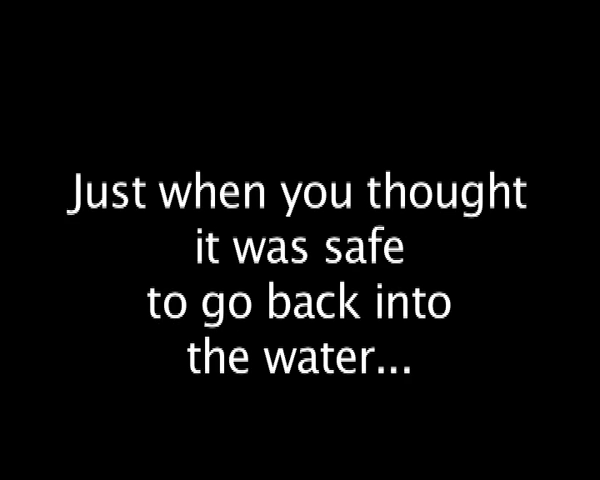 Just when you thought
it was safe
to go back into
the water...